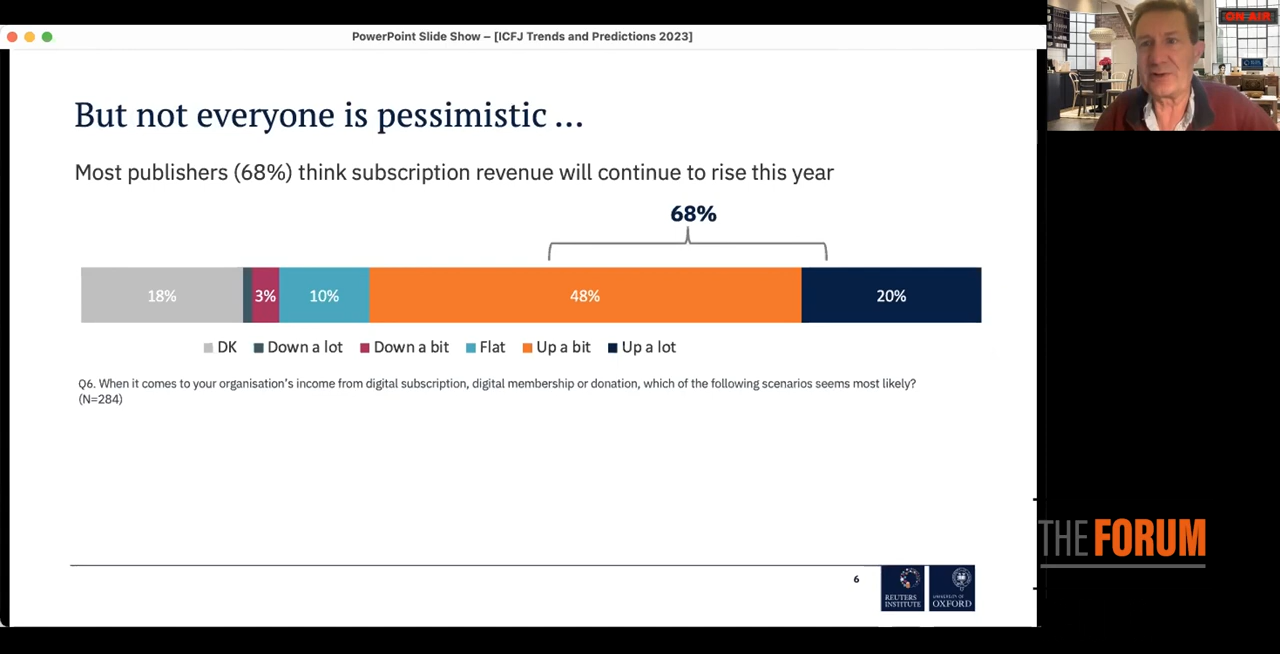 PowerPoint Slide Show – [ICFJ Trends and Predictions 2023]
ON AIR
But not everyone is pessimistic ...
Most publishers (68%) think subscription revenue will continue to rise this year
68%
18% 3% 10% 48% 20%
DK Down a lot Down a bit Flat Up a bit Up a lot
Q6. When it comes to your organisation's income from digital subscription, digital membership or donation, which of the following scenarios seems most likely?
(N=284)
THE FORUM
6
REUTERS
INSTITUTE
UNIVERSITY OF
OXFORD